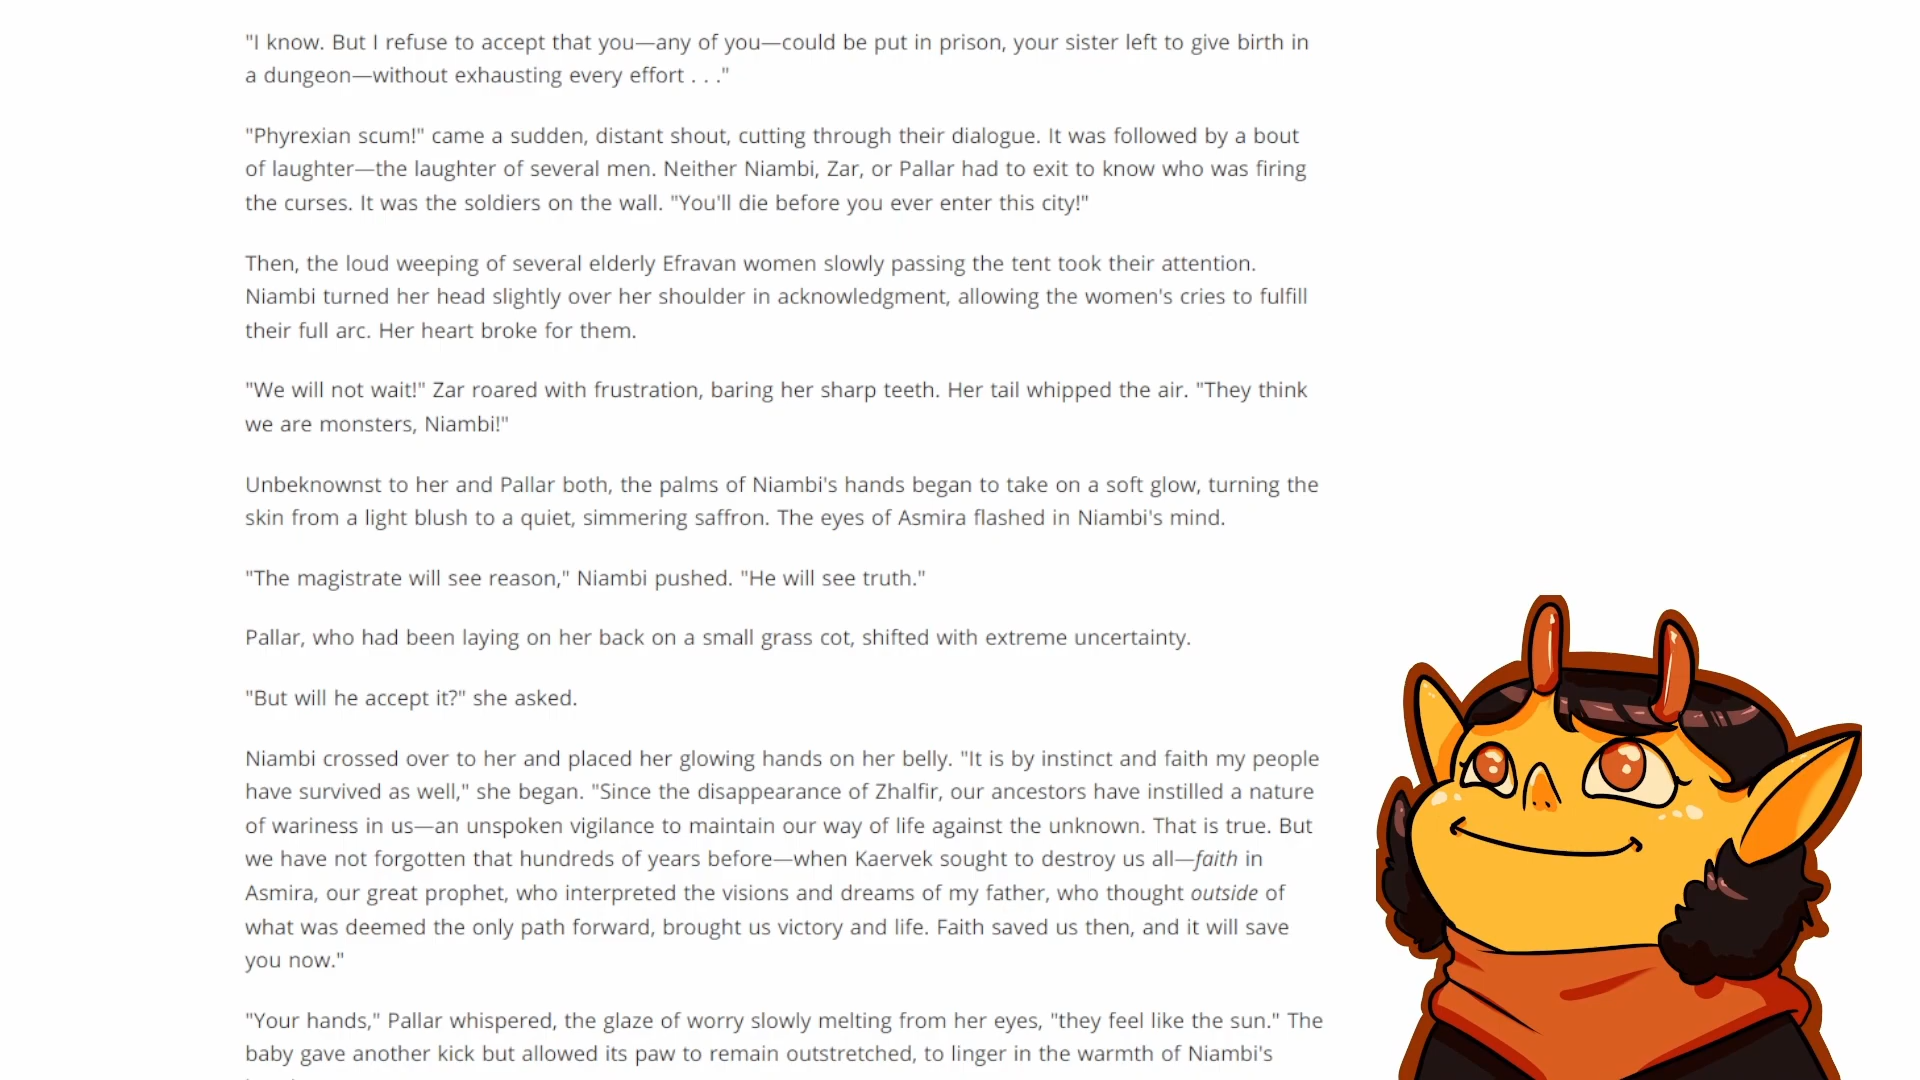 "I know. But I refuse to accept that you—any of you—could be put in prison, your sister left to give birth in
a dungeon—without exhausting every effort . . ."
"Phyrexian scum!" came a sudden, distant shout, cutting through their dialogue. It was followed by a bout
of laughter—the laughter of several men. Neither Niambi, Zar, or Pallar had to exit to know who was firing
the curses. It was the soldiers on the wall. "You'll die before you ever enter this city!"
Then, the loud weeping of several elderly Efravan women slowly passing the tent took their attention.
Niambi turned her head slightly over her shoulder in acknowledgment, allowing the women's cries to fulfill
their full arc. Her heart broke for them.
"We will not wait!" Zar roared with frustration, baring her sharp teeth. Her tail whipped the air. "They think
we are monsters, Niambi!"
Unbeknownst to her and Pallar both, the palms of Niambi's hands began to take on a soft glow, turning the
skin from a light blush to a quiet, simmering saffron. The eyes of Asmira flashed in Niambi's mind.
"The magistrate will see reason," Niambi pushed. "He will see truth."
Pallar, who had been laying on her back on a small grass cot, shifted with extreme uncertainty.
"But will he accept it?" she asked.
Niambi crossed over to her and placed her glowing hands on her belly. "It is by instinct and faith my people
have survived as well," she began. "Since the disappearance of Zhalfir, our ancestors have instilled a nature
of wariness in us—an unspoken vigilance to maintain our way of life against the unknown. That is true. But
we have not forgotten that hundreds of years before—when Kaervek sought to destroy us all—faith in
Asmira, our great prophet, who interpreted the visions and dreams of my father, who thought outside of
what was deemed the only path forward, brought us victory and life. Faith saved us then, and it will save
you now."
"Your hands," Pallar whispered, the glaze of worry slowly melting from her eyes, "they feel like the sun." The
baby gave another kick but allowed its paw to remain outstretched, to linger in the warmth of Niambi's